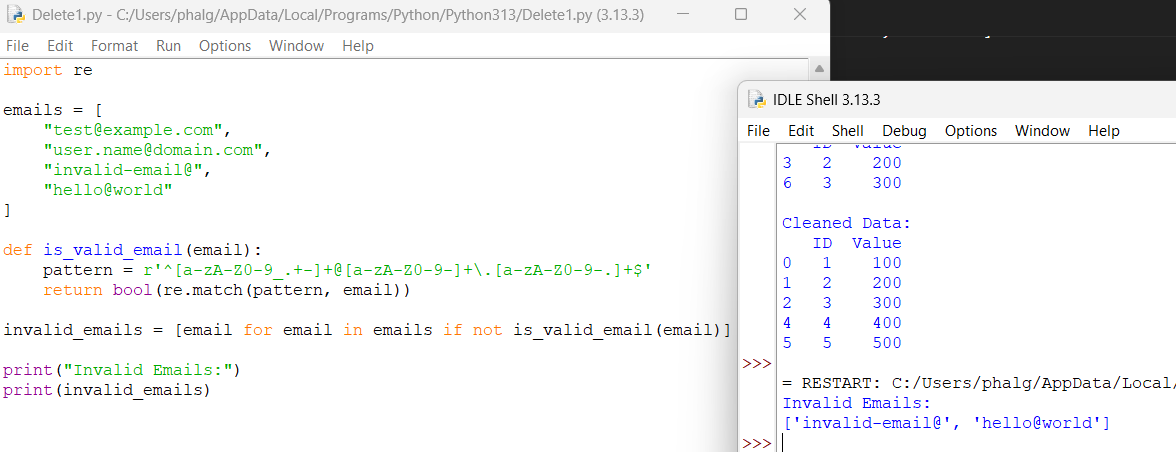 Delete1.py - C:/Users/phalg/AppData/Local/Programs/Python/Python313/Delete1.py (3.13.3)
File Edit Format Run Options Window Help
import re
emails = [
    "test@example.com",
    "user.name@domain.com",
    "invalid-email@",
    "hello@world"
]
def is_valid_email(email):
    pattern = r'^[a-zA-Z0-9_.+-]+@[a-zA-Z0-9-]+\.[a-zA-Z0-9-.]+$'
    return bool(re.match(pattern, email))
invalid_emails = [email for email in emails if not is_valid_email(email)]
print("Invalid Emails:")
print(invalid_emails)
IDLE Shell 3.13.3
File Edit Shell Debug Options Window Help
ID Value
3 2 200
6 3 300
Cleaned Data:
ID Value
0 1 100
1 2 200
2 3 300
4 4 400
5 5 500
>>>
= RESTART: C:/Users/phalg/AppData/Local/
Invalid Emails:
['invalid-email@', 'hello@world']
>>>